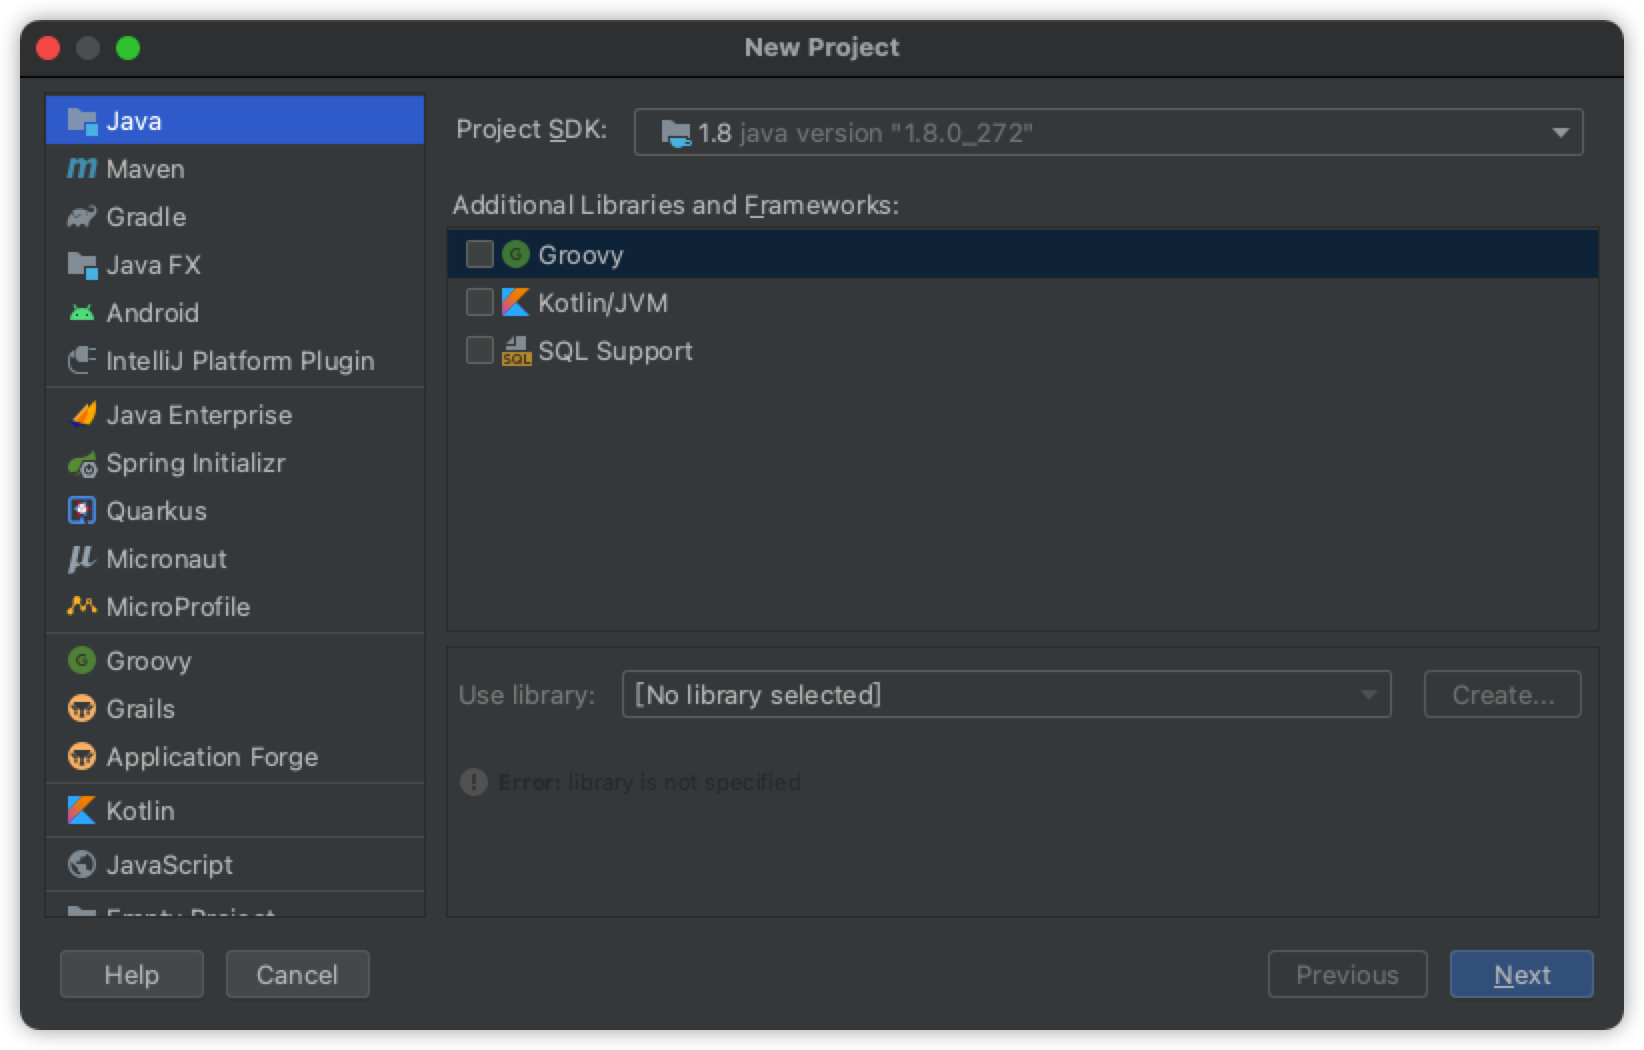 New Project
Java
Maven
Gradle
Java FX
Android
IntelliJ Platform Plugin
Java Enterprise
Spring Initializr
Quarkus
Micronaut
MicroProfile
Groovy
Grails
Application Forge
Kotlin
JavaScript
Empty Project
Project SDK: 1.8 java version "1.8.0_272"
Additional Libraries and Frameworks:
Groovy
Kotlin/JVM
SQL Support
Use library: [No library selected] Create...
Error: library is not specified
Help Cancel Previous Next